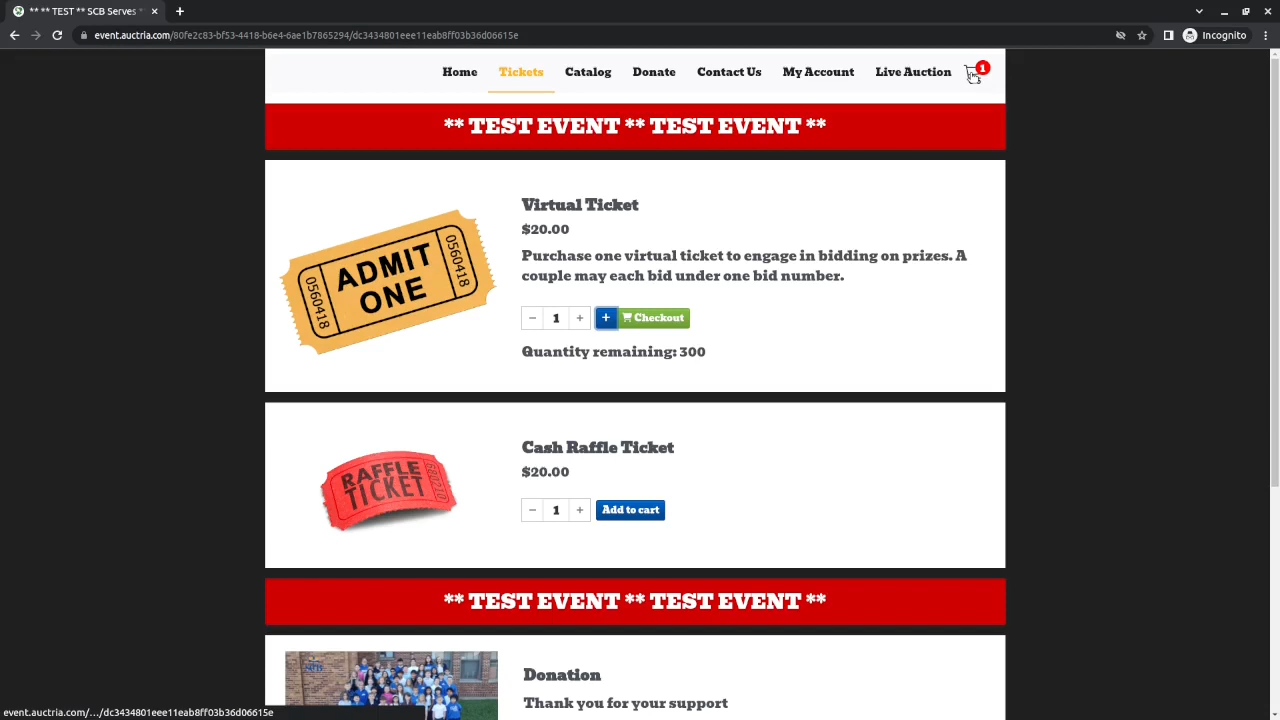 ** ** TEST ** SCB Serves *
event.auctria.com/80fe2c83-bf53-4418-b6e4-6ae1b7865294/dc3434801eee11eab8ff03b36d06615e
Incognito
Home
Tickets
Catalog
Donate
Contact Us
My Account
Live Auction
1
** TEST EVENT ** TEST EVENT **
ADMIT
ONE
0560418
0560418
Virtual Ticket
$20.00
Purchase one virtual ticket to engage in bidding on prizes. A
couple may each bid under one bid number.
− 1 +
+
Checkout
Quantity remaining: 300
RAFFLE
TICKET
Cash Raffle Ticket
$20.00
− 1 +
Add to cart
** TEST EVENT ** TEST EVENT **
Donation
Thank you for your support
event.auctria.com/.../dc3434801eee11eab8ff03b36d06615e